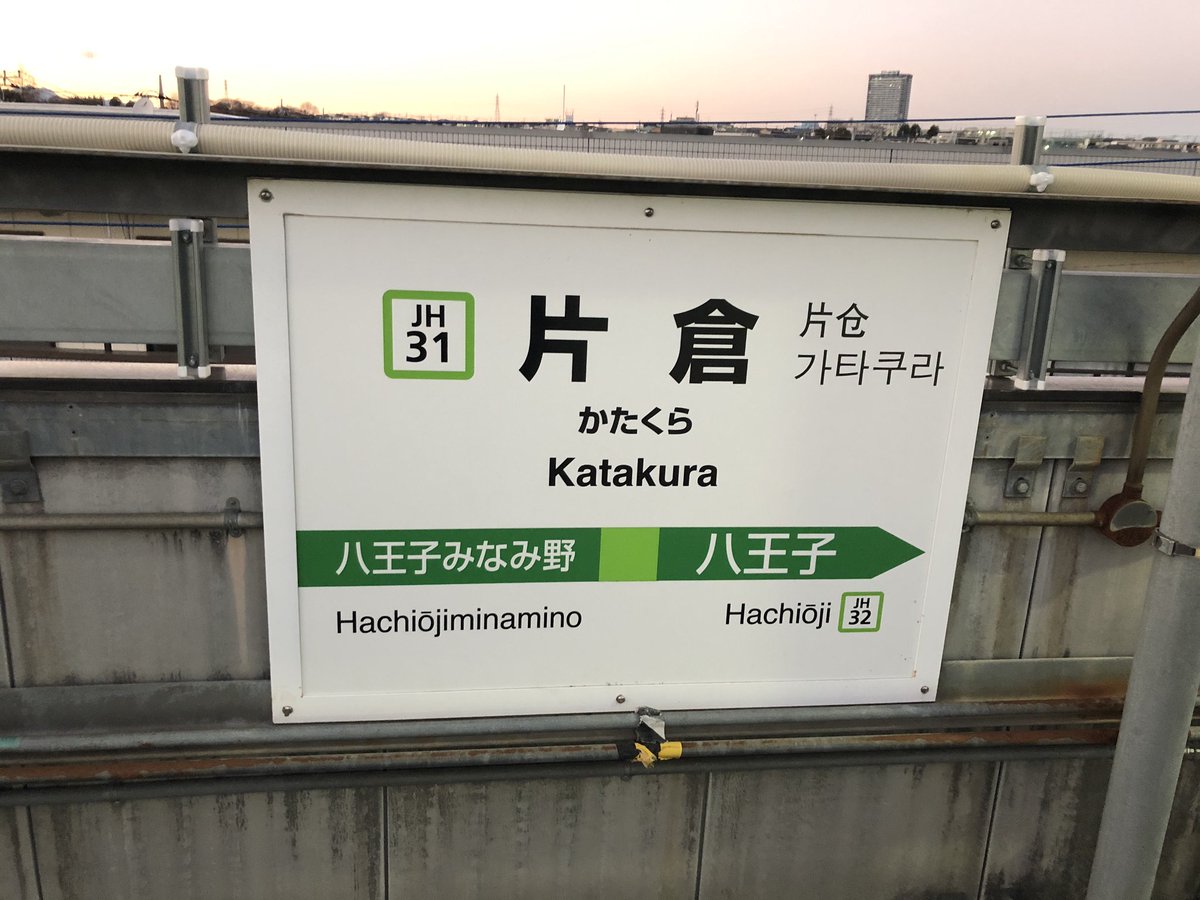 JH
31
片倉
片仓
가타쿠라
かたくら
Katakura
八王子みなみ野
八王子
Hachiōjiminamino
Hachiōji
JH
32